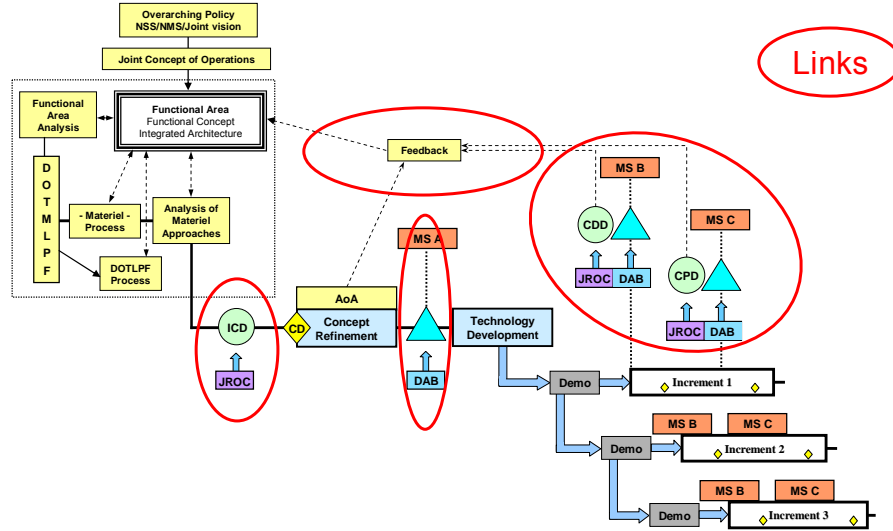 Overarching Policy
NSS/NMS/Joint vision
Joint Concept of Operations
Links
Functional
Area
Analysis
Functional Area
Functional Concept
Integrated Architecture
Feedback
D
O
T
M
L
P
F
- Materiel -
Process
Analysis of
Materiel
Approaches
DOTLPF
Process
MS B
MS C
CDD
CPD
JROC
DAB
JROC
DAB
MS A
AoA
ICD
CD
Concept
Refinement
Technology
Development
JROC
DAB
Demo
Increment 1
MS B
MS C
Demo
Increment 2
MS B
MS C
Demo
Increment 3